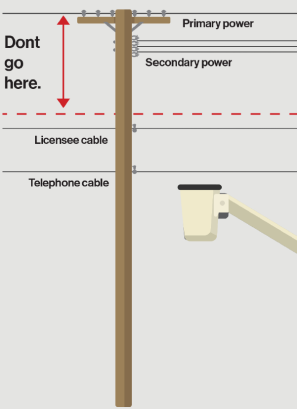 Primary power
Dont
go
here.
Secondary power
Licensee cable
Telephone cable